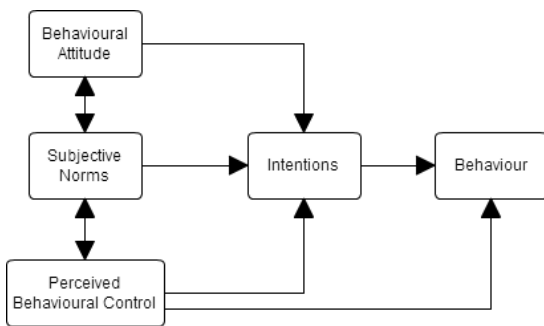 Behavioural
Attitude
Subjective
Norms
Intentions
Behaviour
Perceived
Behavioural Control